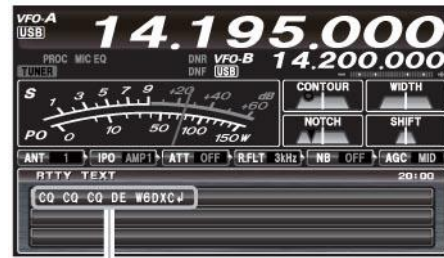 VFO-A 14.195.000
USB
PROC MIC EQ DNR VFO-B 14.200.000
TUNER DNF USB
S 1 3 5 7 9 +20 +40 +60 dB
PO 0 10 50 100 150W
CONTOUR WIDTH
NOTCH SHIFT
ANT 1 IPO AMP1 ATT OFF R.FLT 3kHz NB OFF AGC MID
RTTY TEXT 20:00
CQ CQ CQ DE W6DXC↲